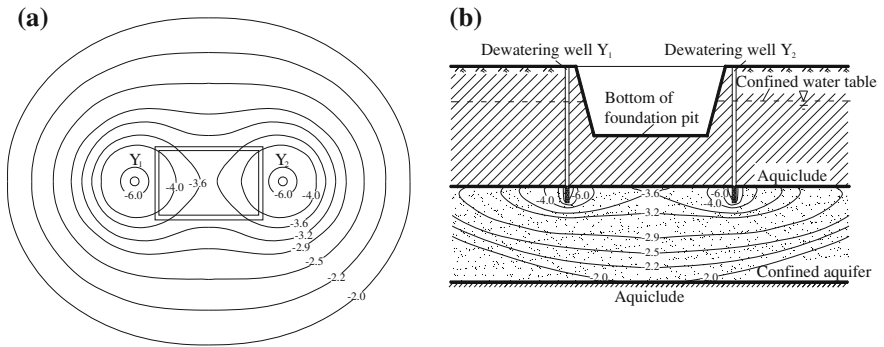 (a)
Y1
Y2
-6.0
-4.0
-3.6
-6.0
-4.0
-3.6
-3.2
-2.9
-2.5
-2.2
-2.0
(b)
Dewatering well Y1
Dewatering well Y2
Confined water table
Bottom of
foundation pit
Aquiclude
-6.0
-4.0
-3.6
-6.0
-4.0
-3.2
-2.9
-2.5
-2.2
-2.0
-2.0
Confined aquifer
Aquiclude